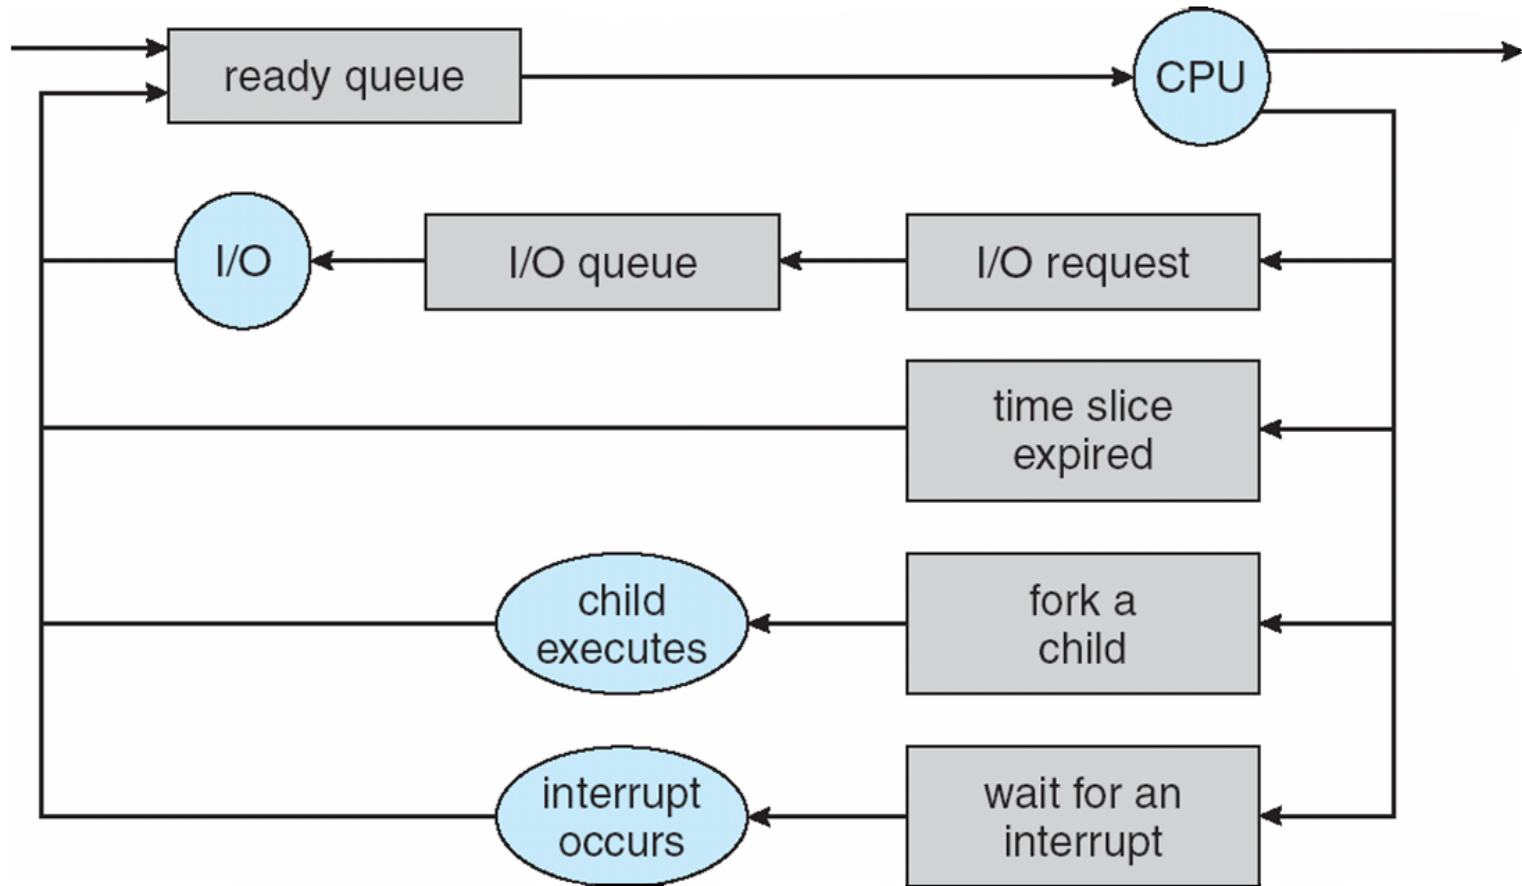 ready queue
CPU
I/O
I/O queue
I/O request
time slice
expired
child
executes
fork a
child
interrupt
occurs
wait for an
interrupt